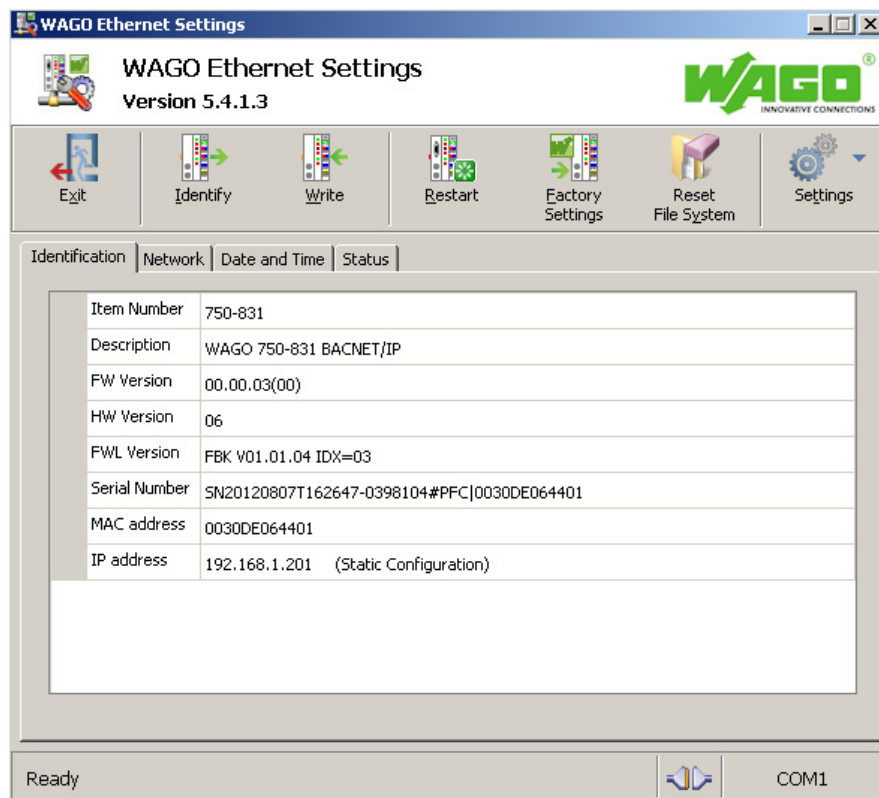 WAGO Ethernet Settings
WAGO Ethernet Settings
Version 5.4.1.3
WAGO®
INNOVATIVE CONNECTIONS
Exit
Identify
Write
Restart
Factory Settings
Reset File System
Settings
Identification Network Date and Time Status
Item Number 750-831
Description WAGO 750-831 BACNET/IP
FW Version 00.00.03(00)
HW Version 06
FWL Version FBK V01.01.04 IDX=03
Serial Number SN20120807T162647-0398104#PFC|0030DE064401
MAC address 0030DE064401
IP address 192.168.1.201 (Static Configuration)
Ready COM1